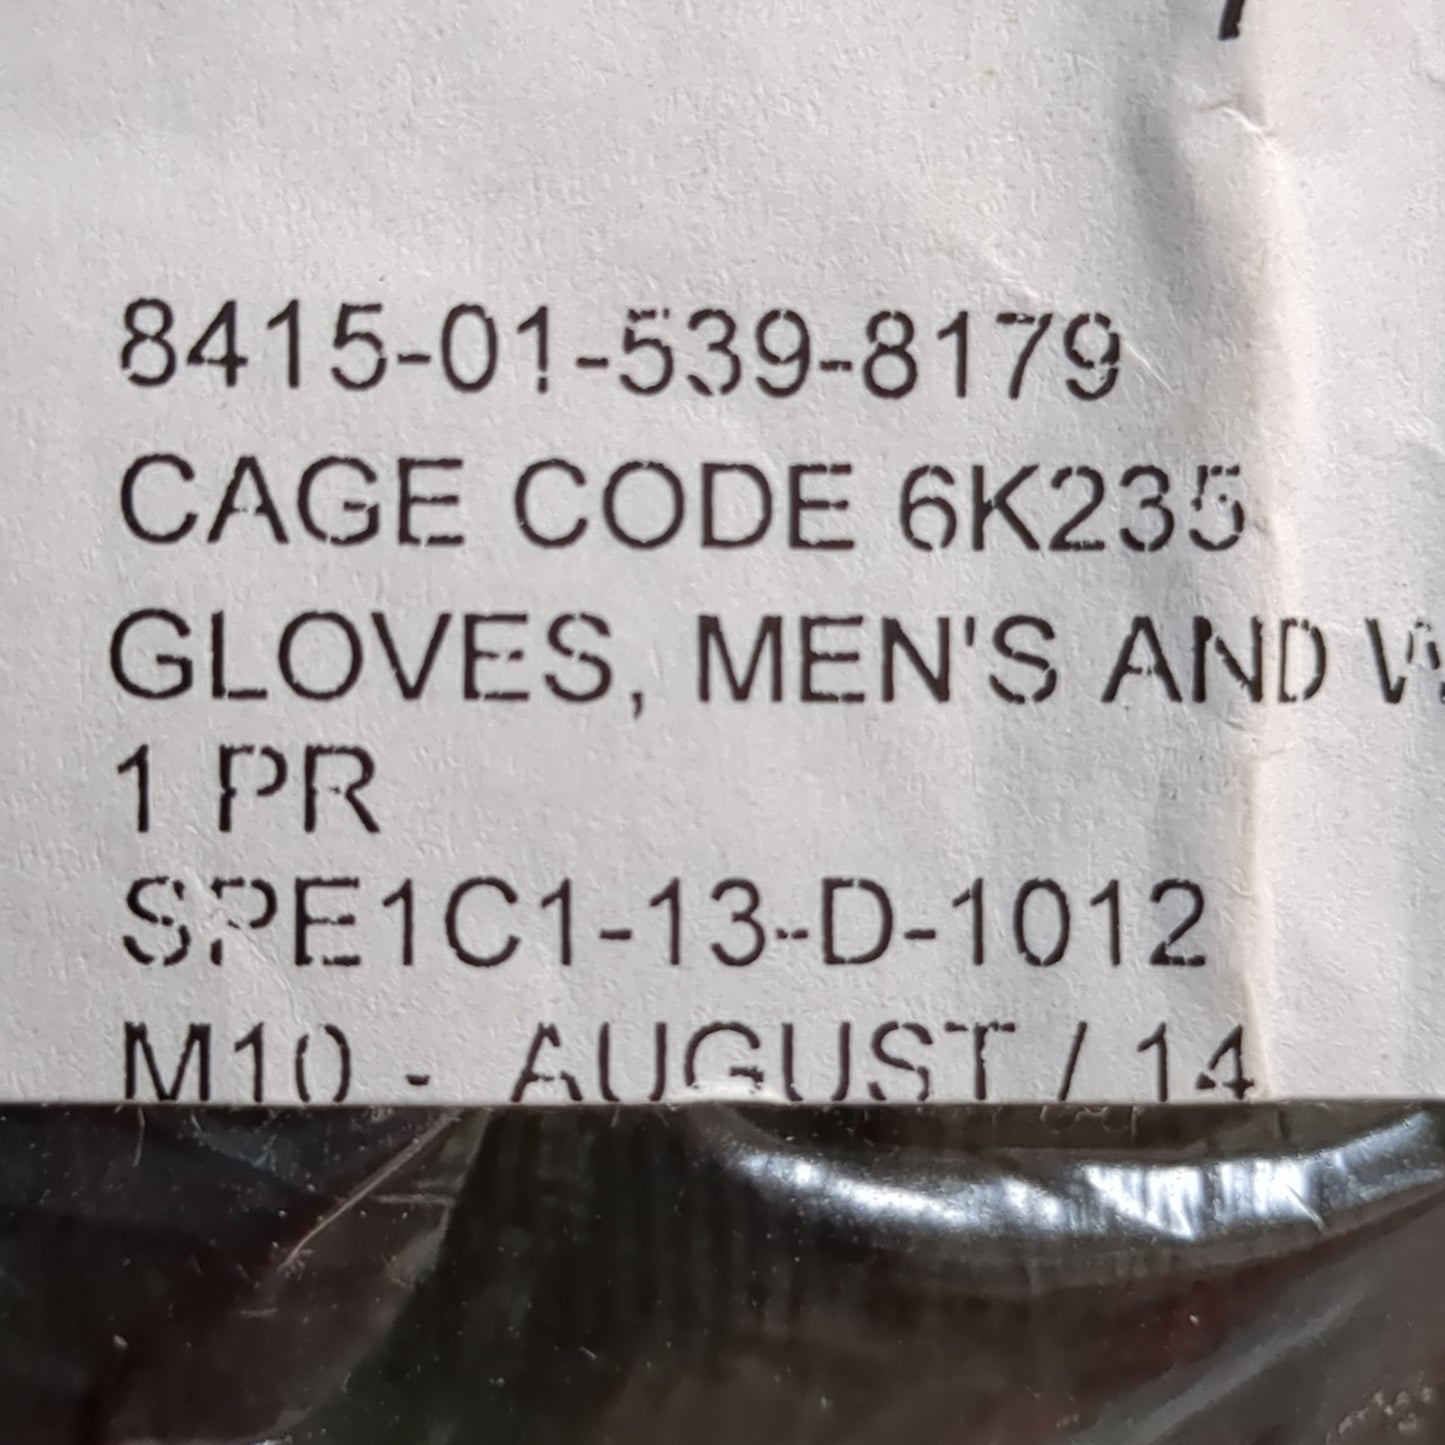 8415-01-539-8179
CAGE CODE 6K235
GLOVES, MEN'S AND
1 PR
SPE1C1-13-D-1012
M10 - AUGUST / 14